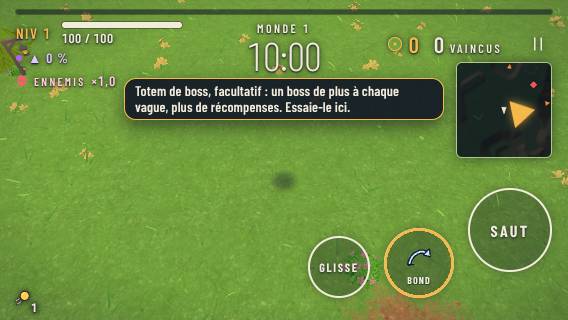 NIV 1
100 / 100
0 %
ENNEMIS ×1,0
MONDE 1
10:00
0
0 VAINCUS
Totem de boss, facultatif : un boss de plus à chaque
vague, plus de récompenses. Essaie-le ici.
SAUT
GLISSE
BOND
1